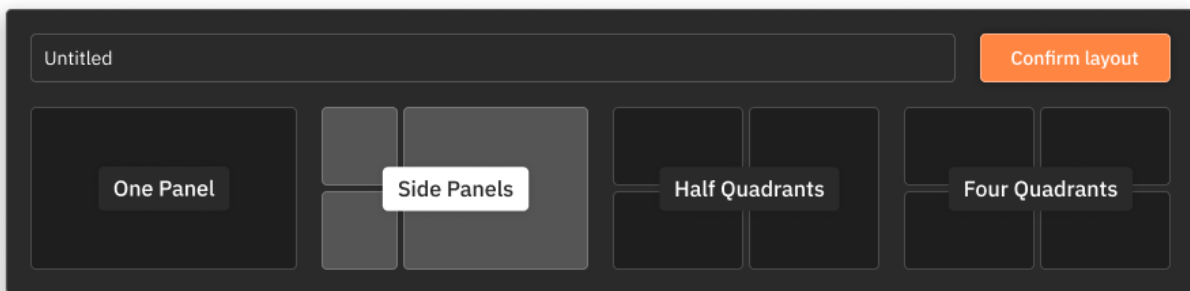 Untitled
Confirm layout
One Panel
Side Panels
Half Quadrants
Four Quadrants